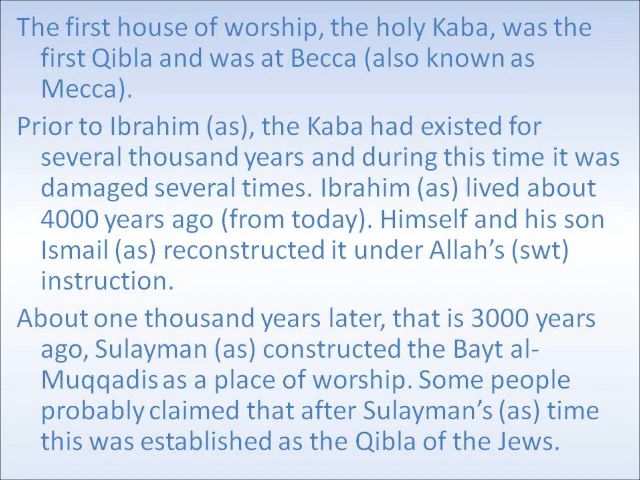 The first house of worship, the holy Kaba, was the
first Qibla and was at Becca (also known as
Mecca).
Prior to Ibrahim (as), the Kaba had existed for
several thousand years and during this time it was
damaged several times. Ibrahim (as) lived about
4000 years ago (from today). Himself and his son
Ismail (as) reconstructed it under Allah’s (swt)
instruction.
About one thousand years later, that is 3000 years
ago, Sulayman (as) constructed the Bayt al-
Muqqadis as a place of worship. Some people
probably claimed that after Sulayman’s (as) time
this was established as the Qibla of the Jews.